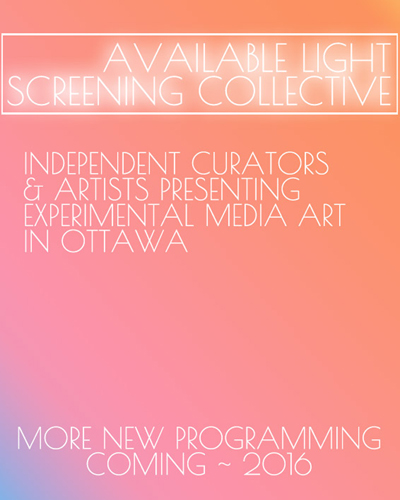 AVAILABLE LIGHT
SCREENING COLLECTIVE
INDEPENDENT CURATORS
& ARTISTS PRESENTING
EXPERIMENTAL MEDIA ART
IN OTTAWA
MORE NEW PROGRAMMING
COMING ~ 2016